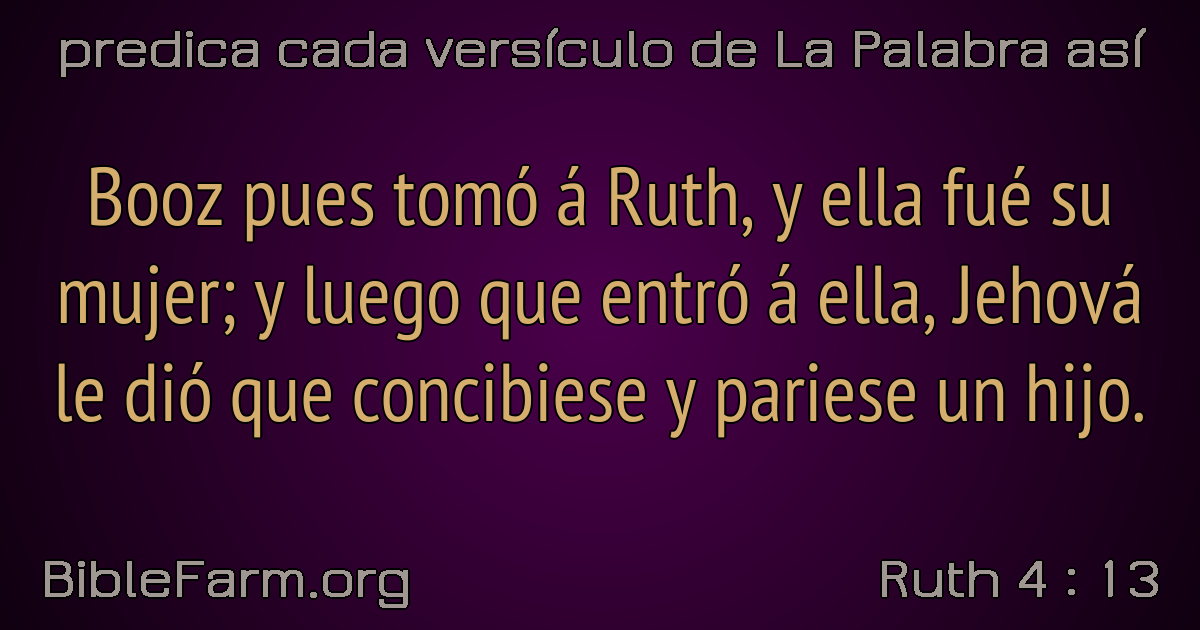 predica cada versículo de La Palabra así
Booz pues tomó á Ruth, y ella fué su
mujer; y luego que entró á ella, Jehová
le dió que concibiese y pariese un hijo.
BibleFarm.org
Ruth 4 : 13